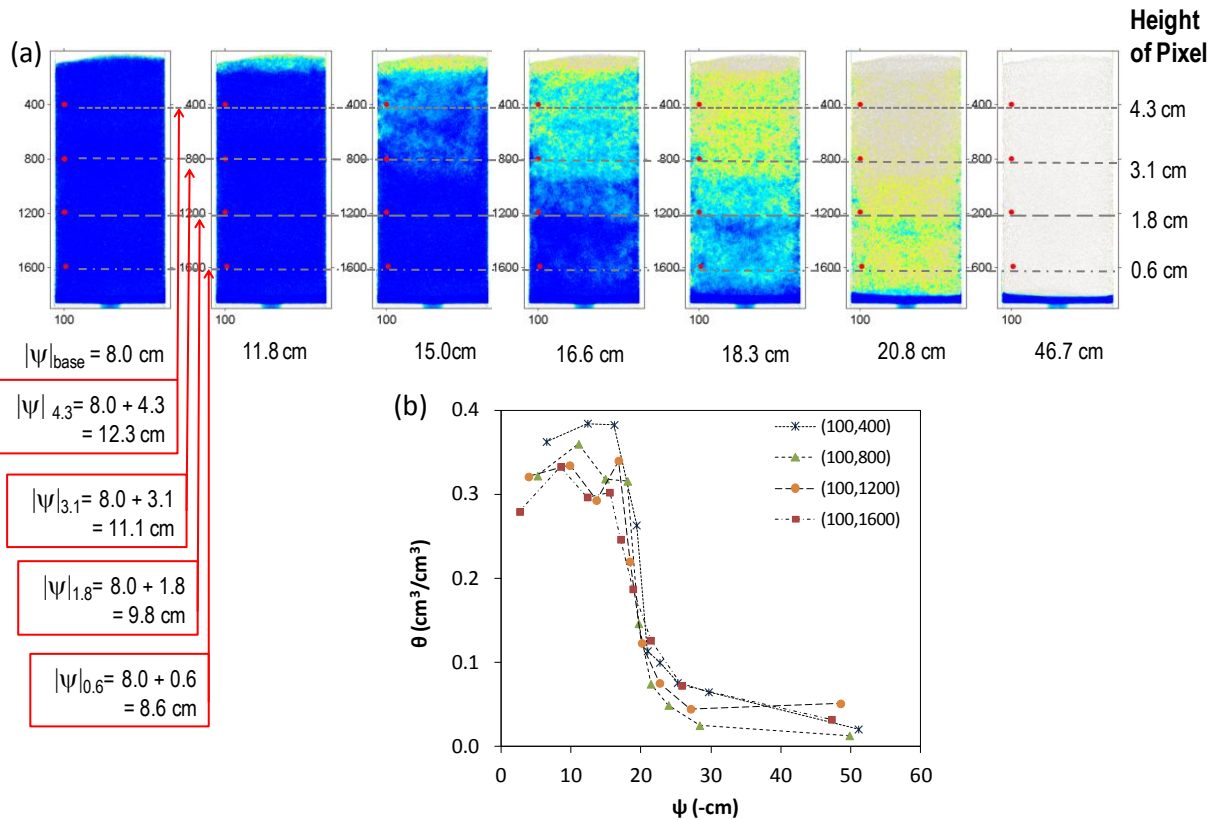 (a)
Height
of Pixel
400
400
400
400
400
400
4.3 cm
800
800
800
800
800
800
3.1 cm
1200
1200
1200
1200
1200
1200
1.8 cm
1600
1600
1600
1600
1600
1600
0.6 cm
100
100
100
100
100
100
100
|ψ|base = 8.0 cm
11.8 cm
15.0cm
16.6 cm
18.3 cm
20.8 cm
46.7 cm
|ψ| 4.3= 8.0 + 4.3
= 12.3 cm
|ψ|3.1= 8.0 + 3.1
= 11.1 cm
|ψ|1.8= 8.0 + 1.8
= 9.8 cm
|ψ|0.6= 8.0 + 0.6
= 8.6 cm
(b)
0.4
0.3
0.2
0.1
0.0
θ (cm³/cm³)
(100,400)
(100,800)
(100,1200)
(100,1600)
0 10 20 30 40 50 60
ψ (-cm)